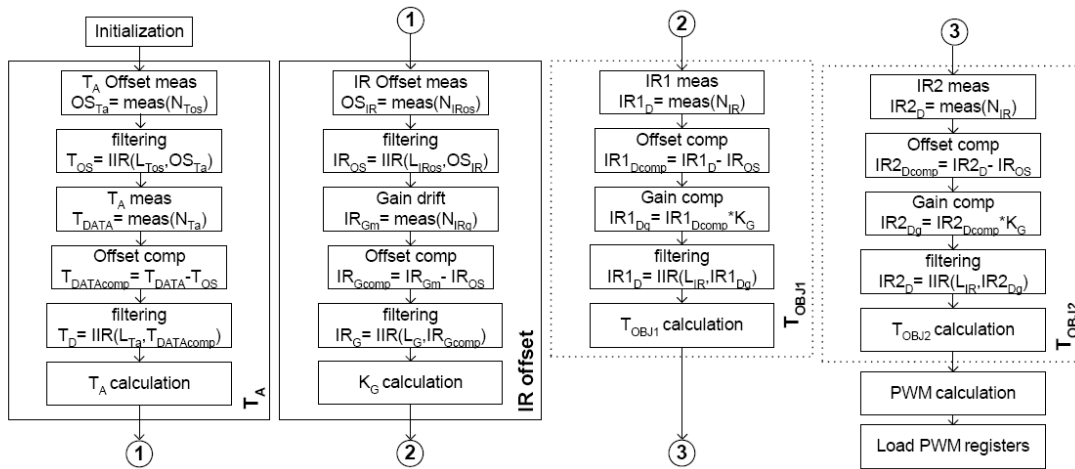 Initialization
T_A Offset meas
OS_Ta= meas(N_Tos)
filtering
T_OS= IIR(L_Tos,OS_Ta)
T_A meas
T_DATA= meas(N_Ta)
Offset comp
T_DATAcomp= T_DATA-T_OS
filtering
T_D= IIR(L_Ta,T_DATAcomp)
T_A calculation
T_A
1
1
IR Offset meas
OS_IR= meas(N_IRos)
filtering
IR_OS= IIR(L_IRos,OS_IR)
Gain drift
IR_Gm= meas(N_IRg)
Offset comp
IR_Gcomp= IR_Gm- IR_OS
filtering
IR_G= IIR(L_G,IR_Gcomp)
K_G calculation
IR offset
2
2
IR1 meas
IR1_D= meas(N_IR)
Offset comp
IR1_Dcomp= IR1_D- IR_OS
Gain comp
IR1_Dg= IR1_Dcomp*K_G
filtering
IR1_D= IIR(L_IR,IR1_Dg)
T_OBJ1 calculation
T_OBJ1
3
3
IR2 meas
IR2_D= meas(N_IR)
Offset comp
IR2_Dcomp= IR2_D- IR_OS
Gain comp
IR2_Dg= IR2_Dcomp*K_G
filtering
IR2_D= IIR(L_IR,IR2_Dg)
T_OBJ2 calculation
T_OBJ2
PWM calculation
Load PWM registers